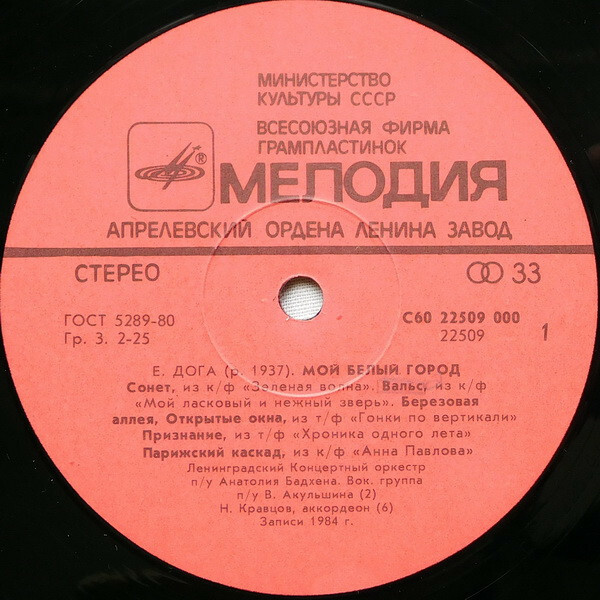 МИНИСТЕРСТВО
КУЛЬТУРЫ СССР
ВСЕСОЮЗНАЯ ФИРМА
ГРАМПЛАСТИНОК
®
МЕЛОДИЯ
АПРЕЛЕВСКИЙ ОРДЕНА ЛЕНИНА ЗАВОД
СТЕРЕО
33
ГОСТ 5289-80
Гр. 3. 2-25
С60 22509 000
22509
1
Е. ДОГА (р. 1937). МОЙ БЕЛЫЙ ГОРОД
Сонет, из к/ф «Зеленая волна». Вальс, из к/ф
«Мой ласковый и нежный зверь». Березовая
аллея, Открытые окна, из т/ф «Гонки по вертикали»
Признание, из т/ф «Хроника одного лета»
Парижский каскад, из к/ф «Анна Павлова»
Ленинградский Концертный оркестр
п/у Анатолия Бадхена. Вок. группа
п/у В. Акульшина (2)
Н. Кравцов, аккордеон (6)
Записи 1984 г.